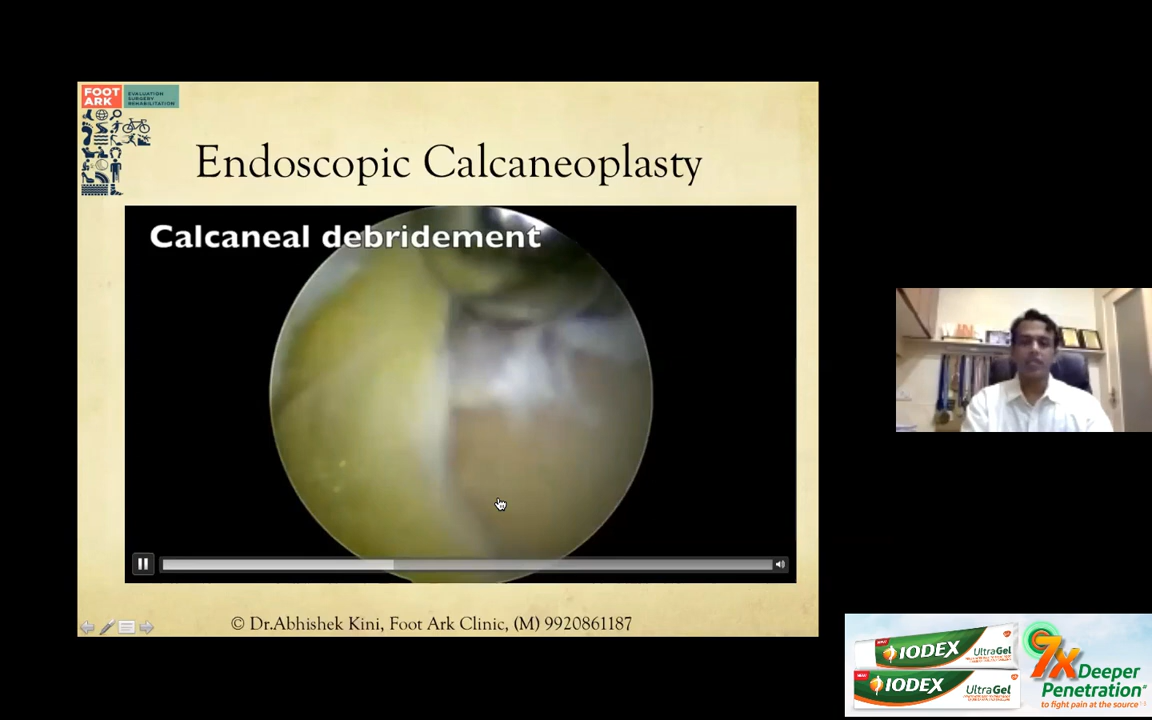 FOOT
ARK
EVALUATION
SURGERY
REHABILITATION
Endoscopic Calcaneoplasty
Calcaneal debridement
© Dr.Abhishek Kini, Foot Ark Clinic, (M) 9920861187
IODEX
UltraGel
IODEX
UltraGel
7x
Deeper
Penetration
to fight pain at the source